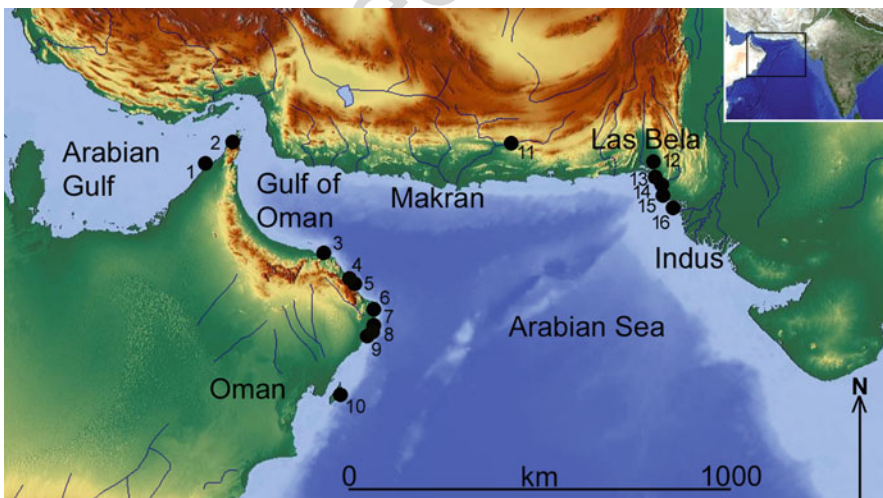 Las Bela
2
11
12
Arabian
Gulf
1
Gulf of
Oman
Makran
13
14
15
16
3
Indus
4
5
6
7
8
9
Arabian Sea
Oman
10
N
0 km 1000